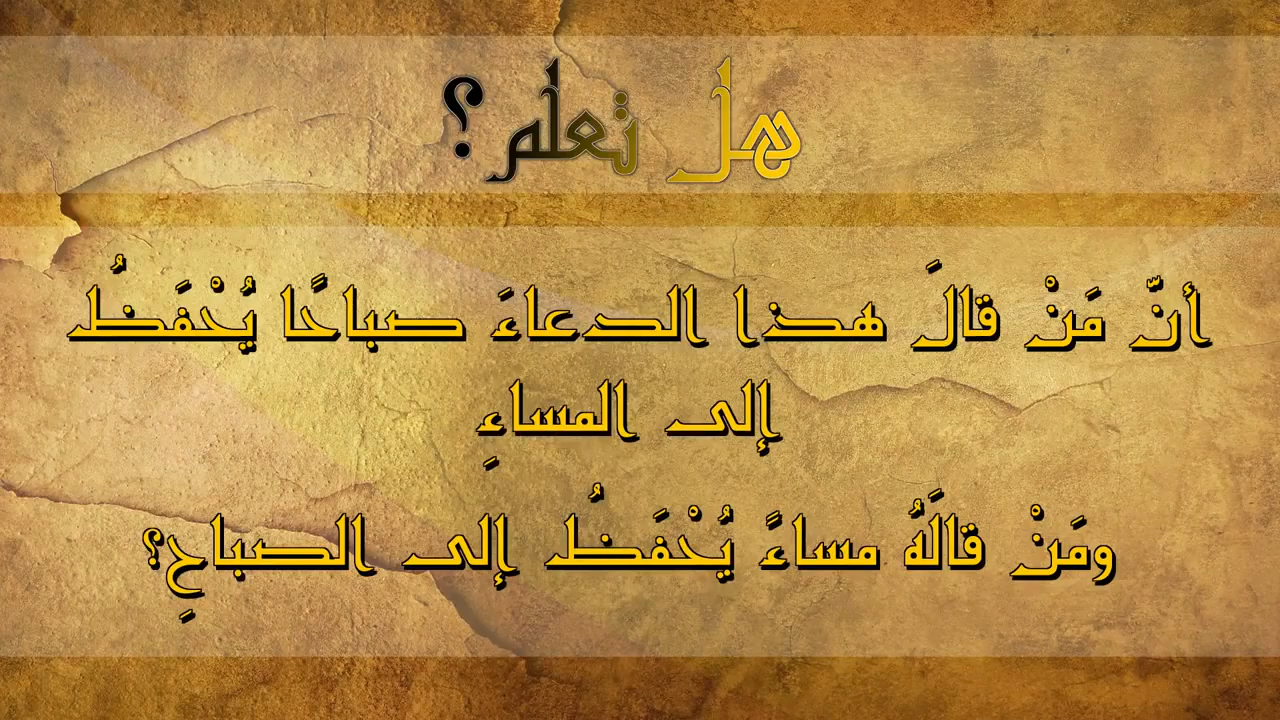 هل تعلم؟
أنّ مَنْ قالَ هذا الدعاءَ صباحًا يُحْفَظُ
إلى المساءِ
ومَنْ قالَهُ مساءً يُحْفَظُ إلى الصباحِ؟